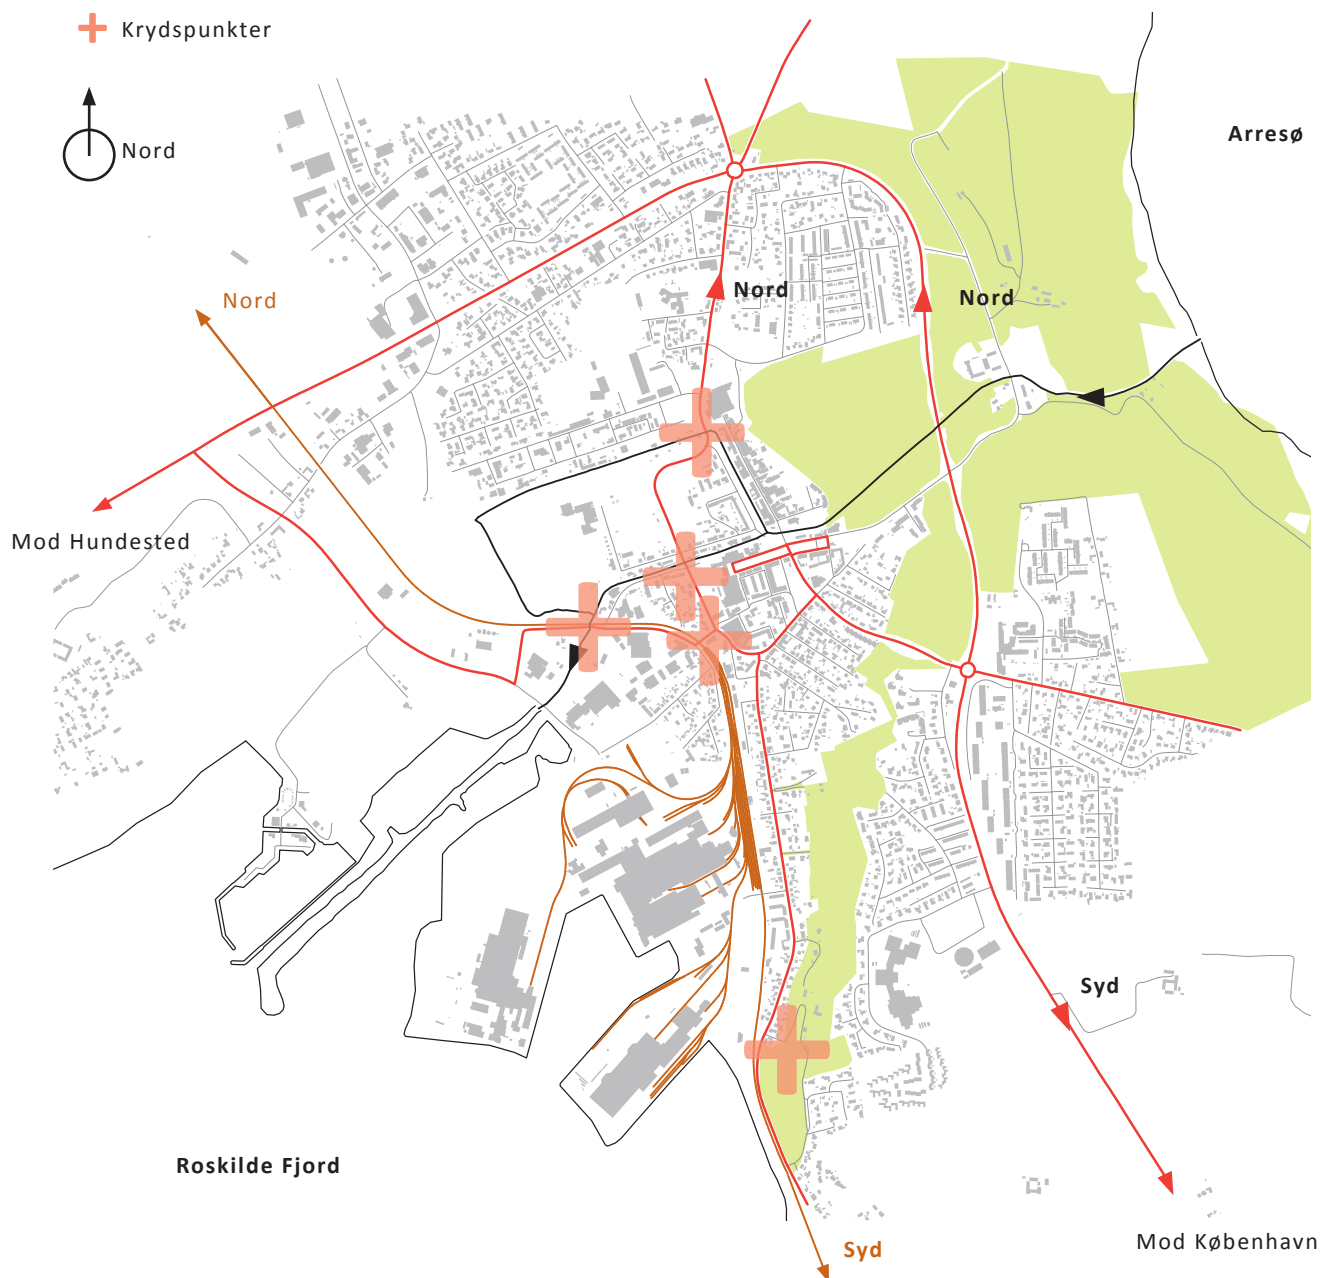 Krydspunkter
Arresø
Nord
Nord
Nord
Nord
Mod Hundested
Syd
Roskilde Fjord
Mod København
Syd